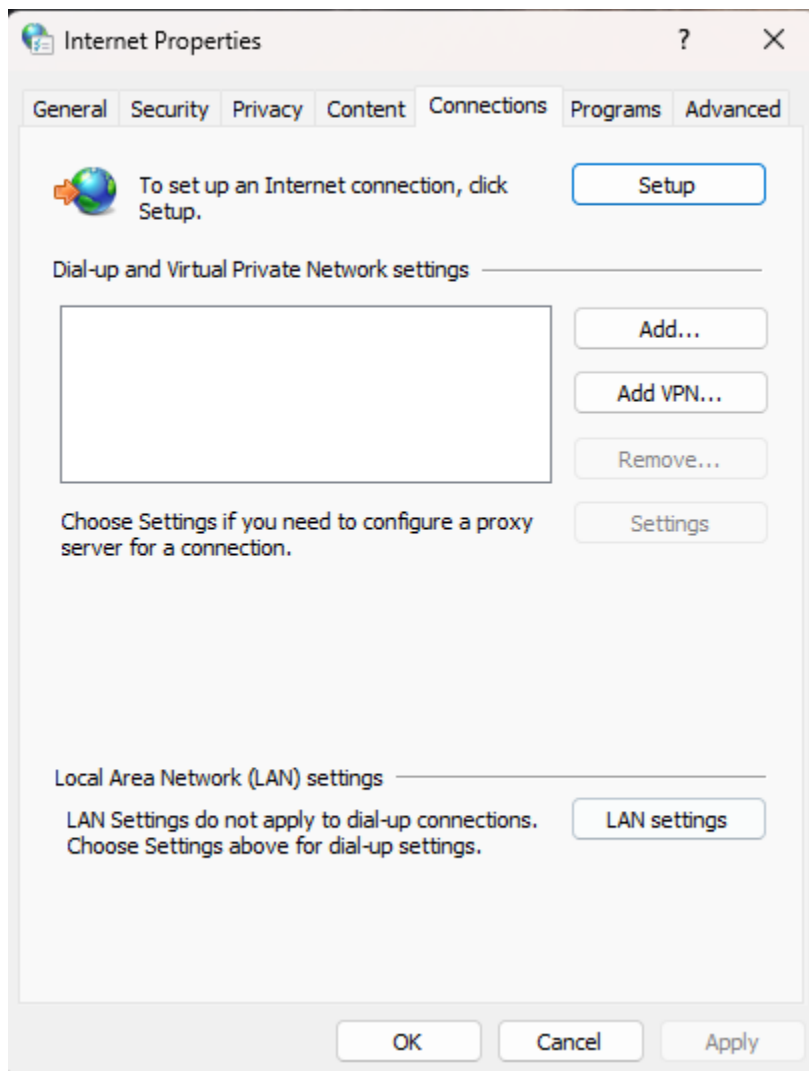 Internet Properties
?
General Security Privacy Content Connections Programs Advanced
To set up an Internet connection, click
Setup.
Setup
Dial-up and Virtual Private Network settings
Add...
Add VPN...
Remove...
Choose Settings if you need to configure a proxy
server for a connection.
Settings
Local Area Network (LAN) settings
LAN Settings do not apply to dial-up connections.
Choose Settings above for dial-up settings.
LAN settings
OK Cancel Apply